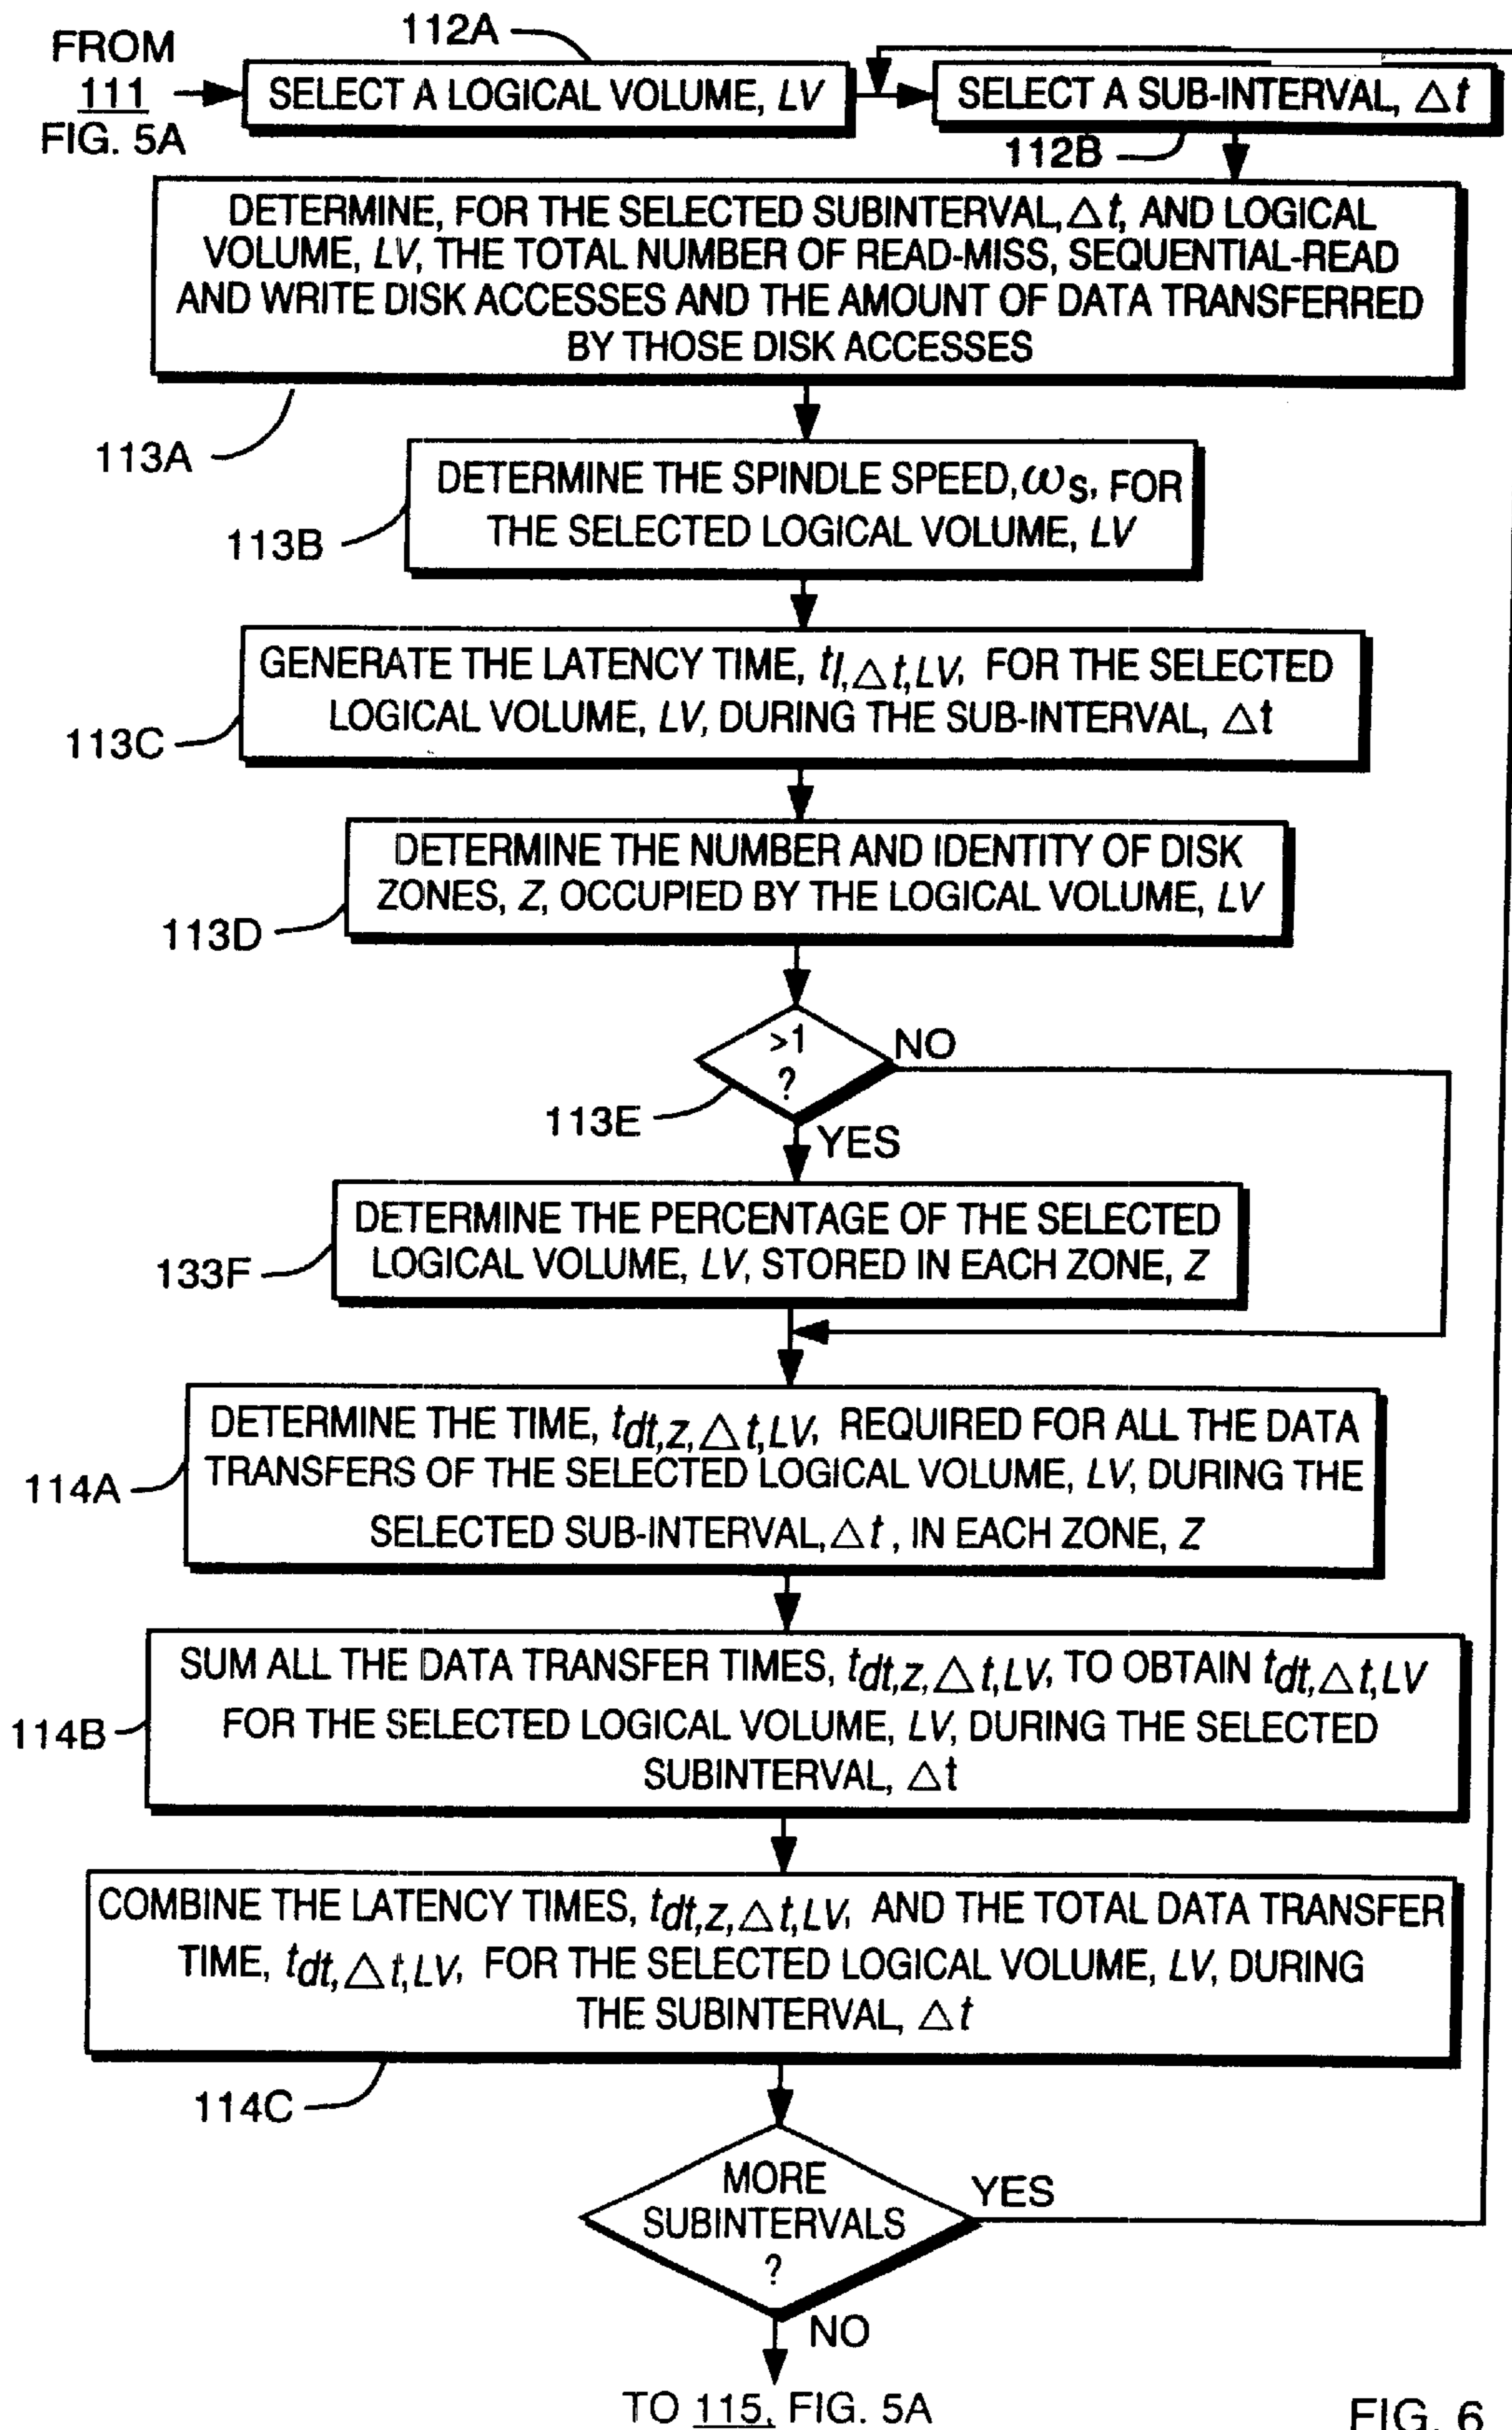 FROM
111
FIG. 5A
112A
SELECT A LOGICAL VOLUME, LV
SELECT A SUB-INTERVAL, Δt
112B
DETERMINE, FOR THE SELECTED SUBINTERVAL, Δt, AND LOGICAL
VOLUME, LV, THE TOTAL NUMBER OF READ-MISS, SEQUENTIAL-READ
AND WRITE DISK ACCESSES AND THE AMOUNT OF DATA TRANSFERRED
BY THOSE DISK ACCESSES
113A
DETERMINE THE SPINDLE SPEED, ωs, FOR
THE SELECTED LOGICAL VOLUME, LV
113B
GENERATE THE LATENCY TIME, tl,Δt,LV, FOR THE SELECTED
LOGICAL VOLUME, LV, DURING THE SUB-INTERVAL, Δt
113C
DETERMINE THE NUMBER AND IDENTITY OF DISK
ZONES, Z, OCCUPIED BY THE LOGICAL VOLUME, LV
113D
>1
?
NO
113E
YES
DETERMINE THE PERCENTAGE OF THE SELECTED
LOGICAL VOLUME, LV, STORED IN EACH ZONE, Z
133F
DETERMINE THE TIME, tdt,z,Δt,LV, REQUIRED FOR ALL THE DATA
TRANSFERS OF THE SELECTED LOGICAL VOLUME, LV, DURING THE
SELECTED SUB-INTERVAL, Δt, IN EACH ZONE, Z
114A
SUM ALL THE DATA TRANSFER TIMES, tdt,z,Δt,LV, TO OBTAIN tdt,Δt,LV
FOR THE SELECTED LOGICAL VOLUME, LV, DURING THE SELECTED
SUBINTERVAL, Δt
114B
COMBINE THE LATENCY TIMES, tdt,z,Δt,LV, AND THE TOTAL DATA TRANSFER
TIME, tdt,Δt,LV, FOR THE SELECTED LOGICAL VOLUME, LV, DURING
THE SUBINTERVAL, Δt
114C
MORE
SUBINTERVALS
?
YES
NO
TO 115, FIG. 5A
FIG. 6